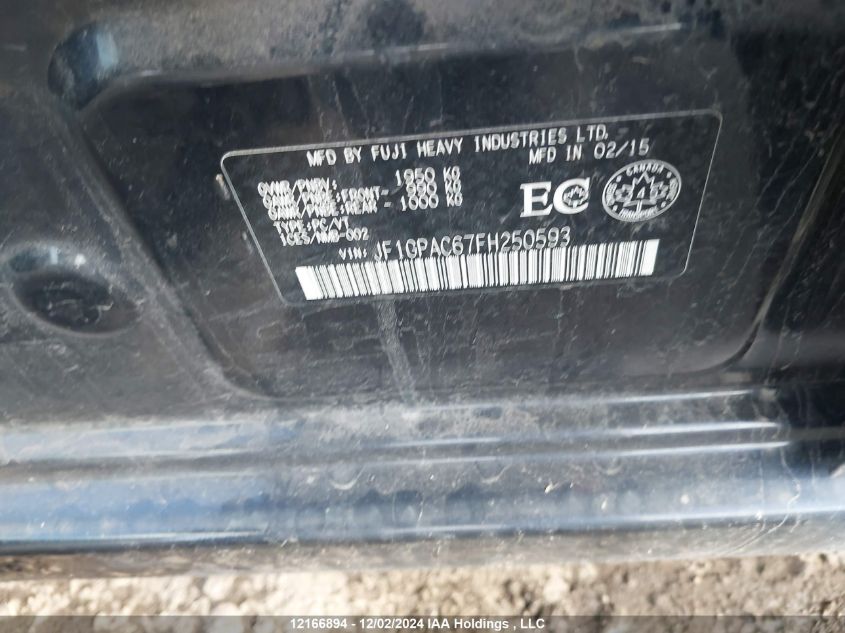 MFD BY FUJI HEAVY INDUSTRIES LTD.
MFD IN 02/15
GVWR/PNBV: 1950 KG
GAWR/PNBE:FRONT- 990 KG
GAWR/PNBE:REAR - 1000 KG
TYPE:PC/VT
ICES/NMB-002
EC
CANADA
TRANSPORT
VIN: JF1GPAC67FH250593
12166894 - 12/02/2024 IAA Holdings , LLC